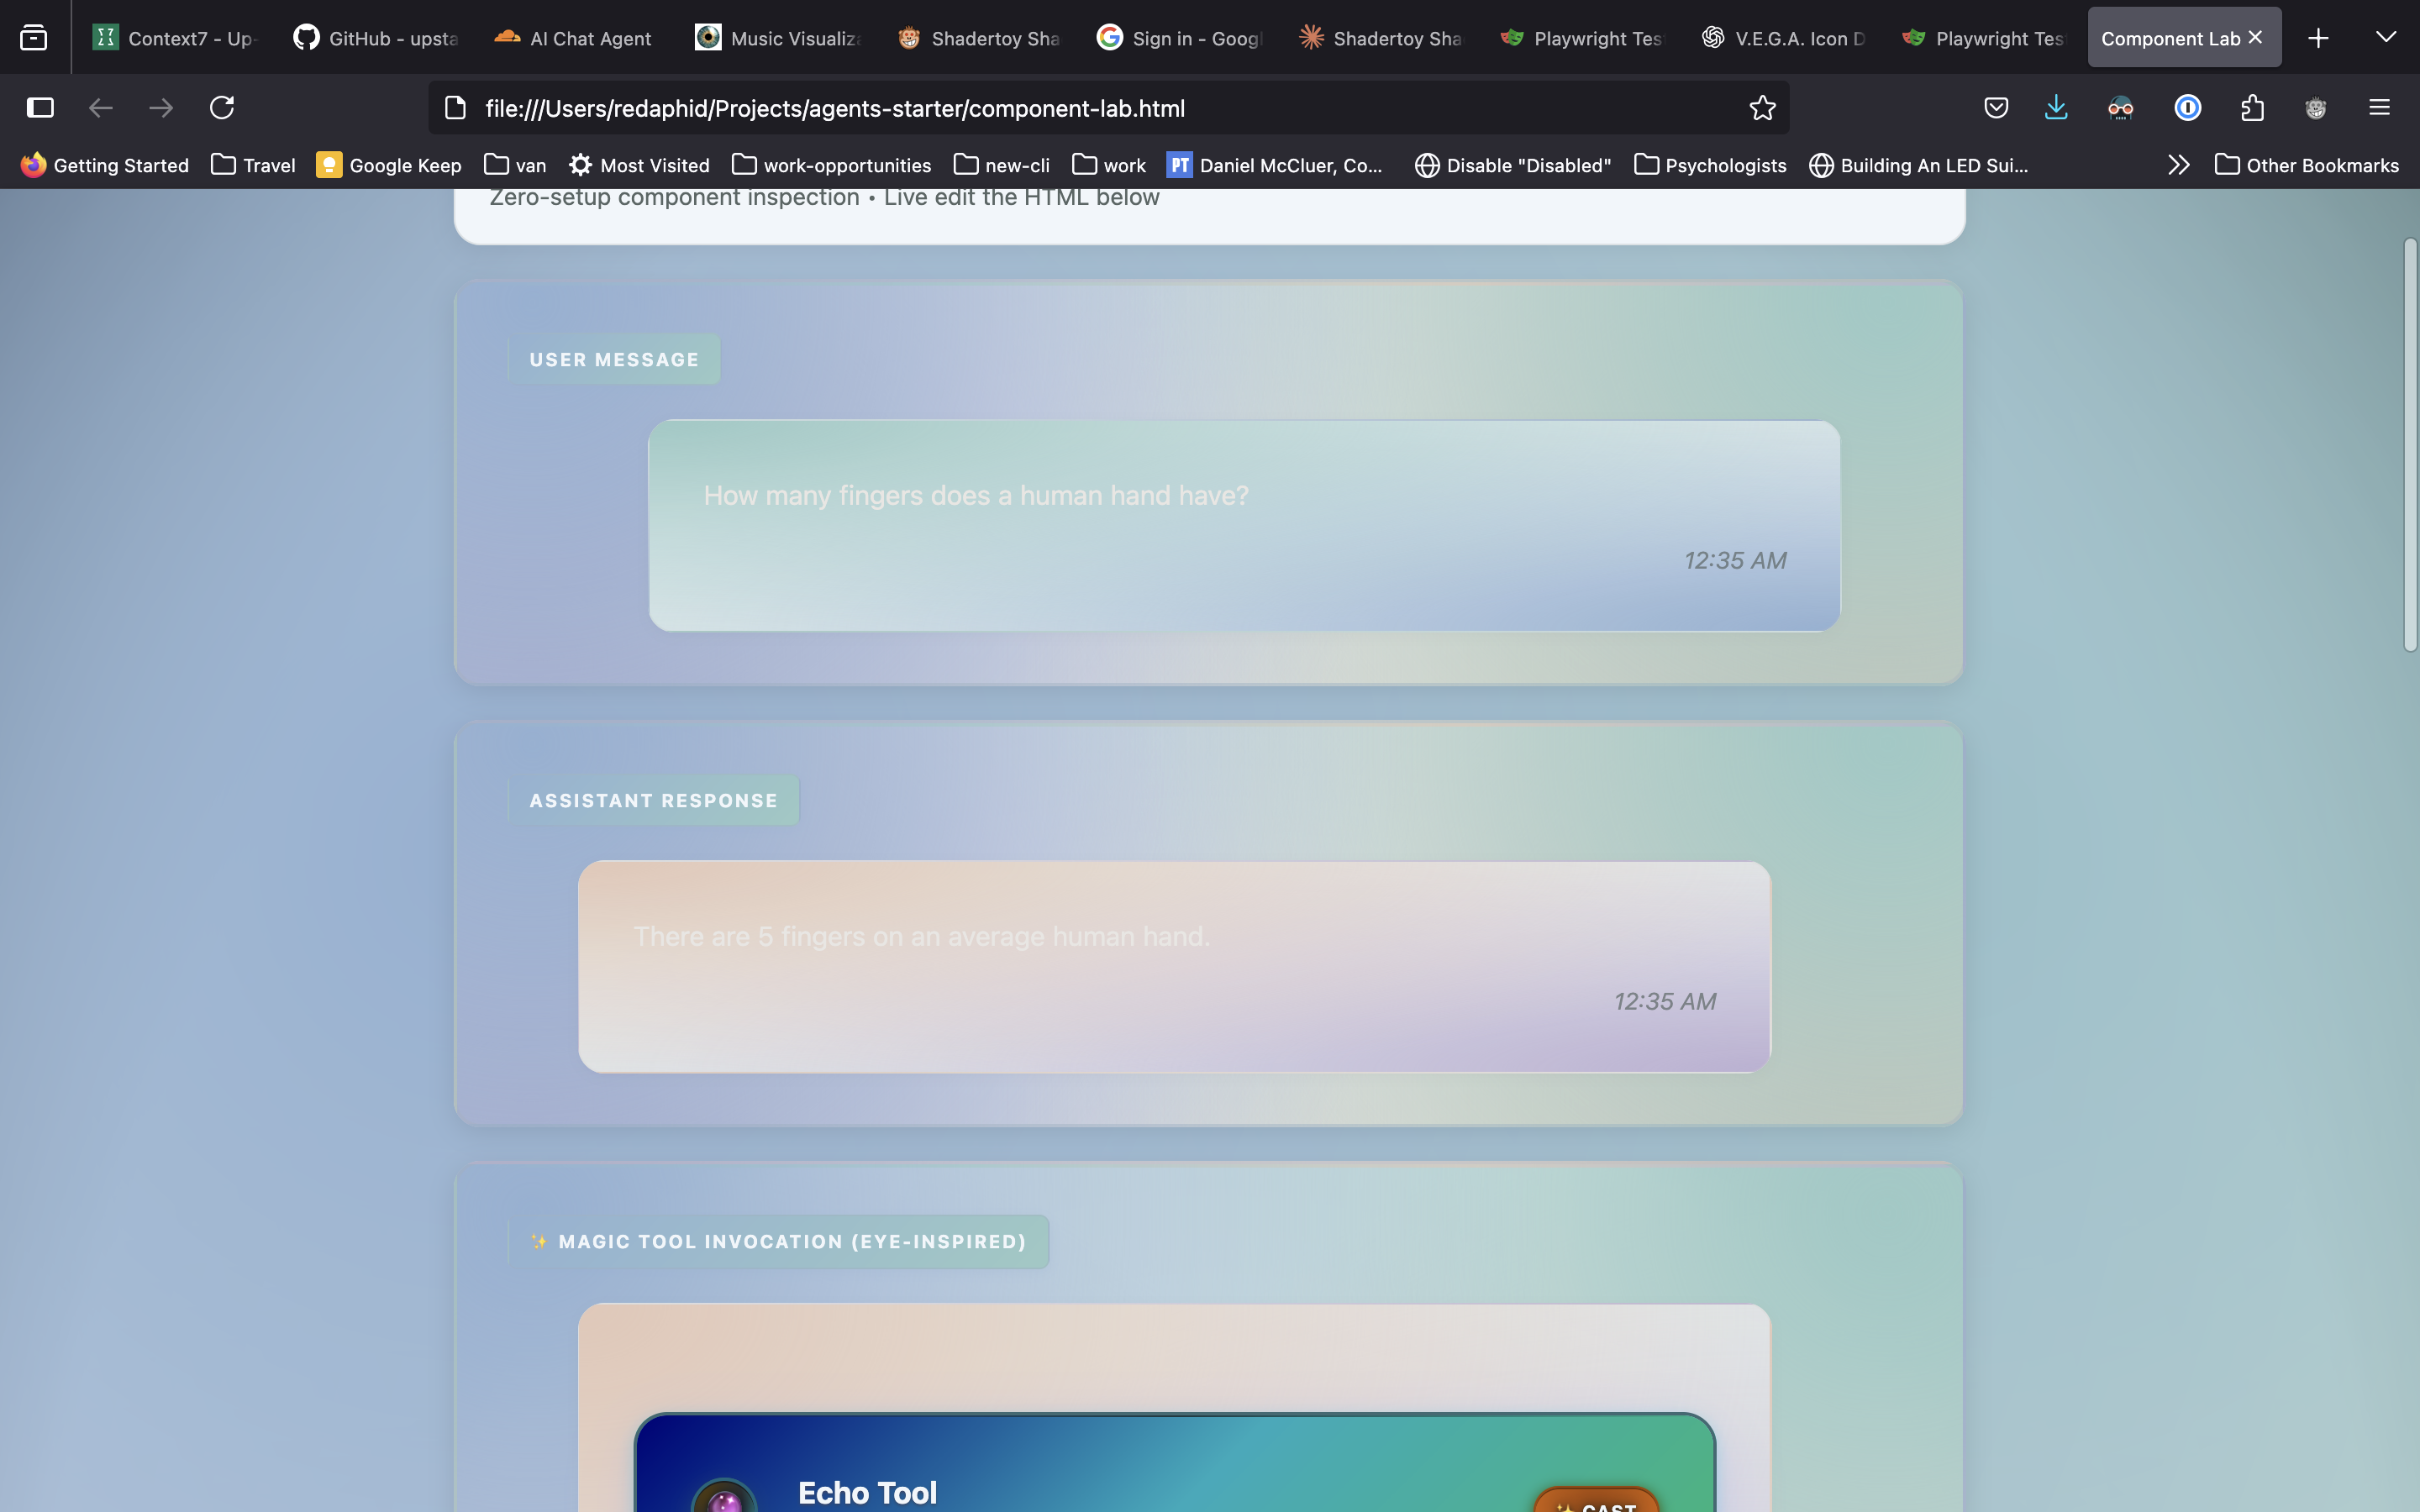 Context7 - Up-
GitHub - upsta
AI Chat Agent
Music Visualiz
Shadertoy Sha
Sign in - Googl
Shadertoy Sha
Playwright Tes
V.E.G.A. Icon D
Playwright Tes
Component Lab
file:///Users/redaphid/Projects/agents-starter/component-lab.html
Getting Started
Travel
Google Keep
van
Most Visited
work-opportunities
new-cli
work
PT Daniel McCluer, Co...
Disable "Disabled"
Psychologists
Building An LED Sui...
Other Bookmarks
Zero-setup component inspection • Live edit the HTML below
USER MESSAGE
How many fingers does a human hand have?
12:35 AM
ASSISTANT RESPONSE
There are 5 fingers on an average human hand.
12:35 AM
✨ MAGIC TOOL INVOCATION (EYE-INSPIRED)
Echo Tool
✨ CAST